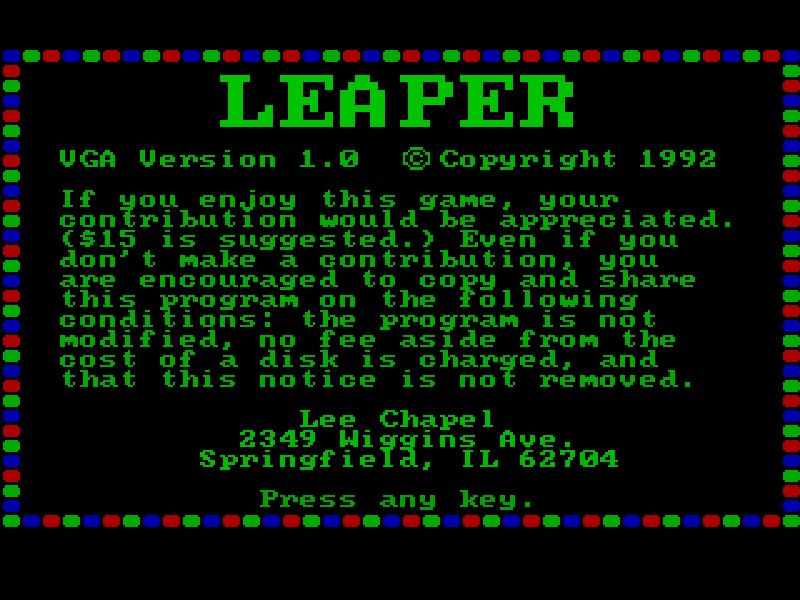 LEAPER
VGA Version 1.0 © Copyright 1992
If you enjoy this game, your
contribution would be appreciated.
($15 is suggested.) Even if you
don't make a contribution, you
are encouraged to copy and share
this program on the following
conditions: the program is not
modified, no fee aside from the
cost of a disk is charged, and
that this notice is not removed.
Lee Chapel
2349 Wiggins Ave.
Springfield, IL 62704
Press any key.